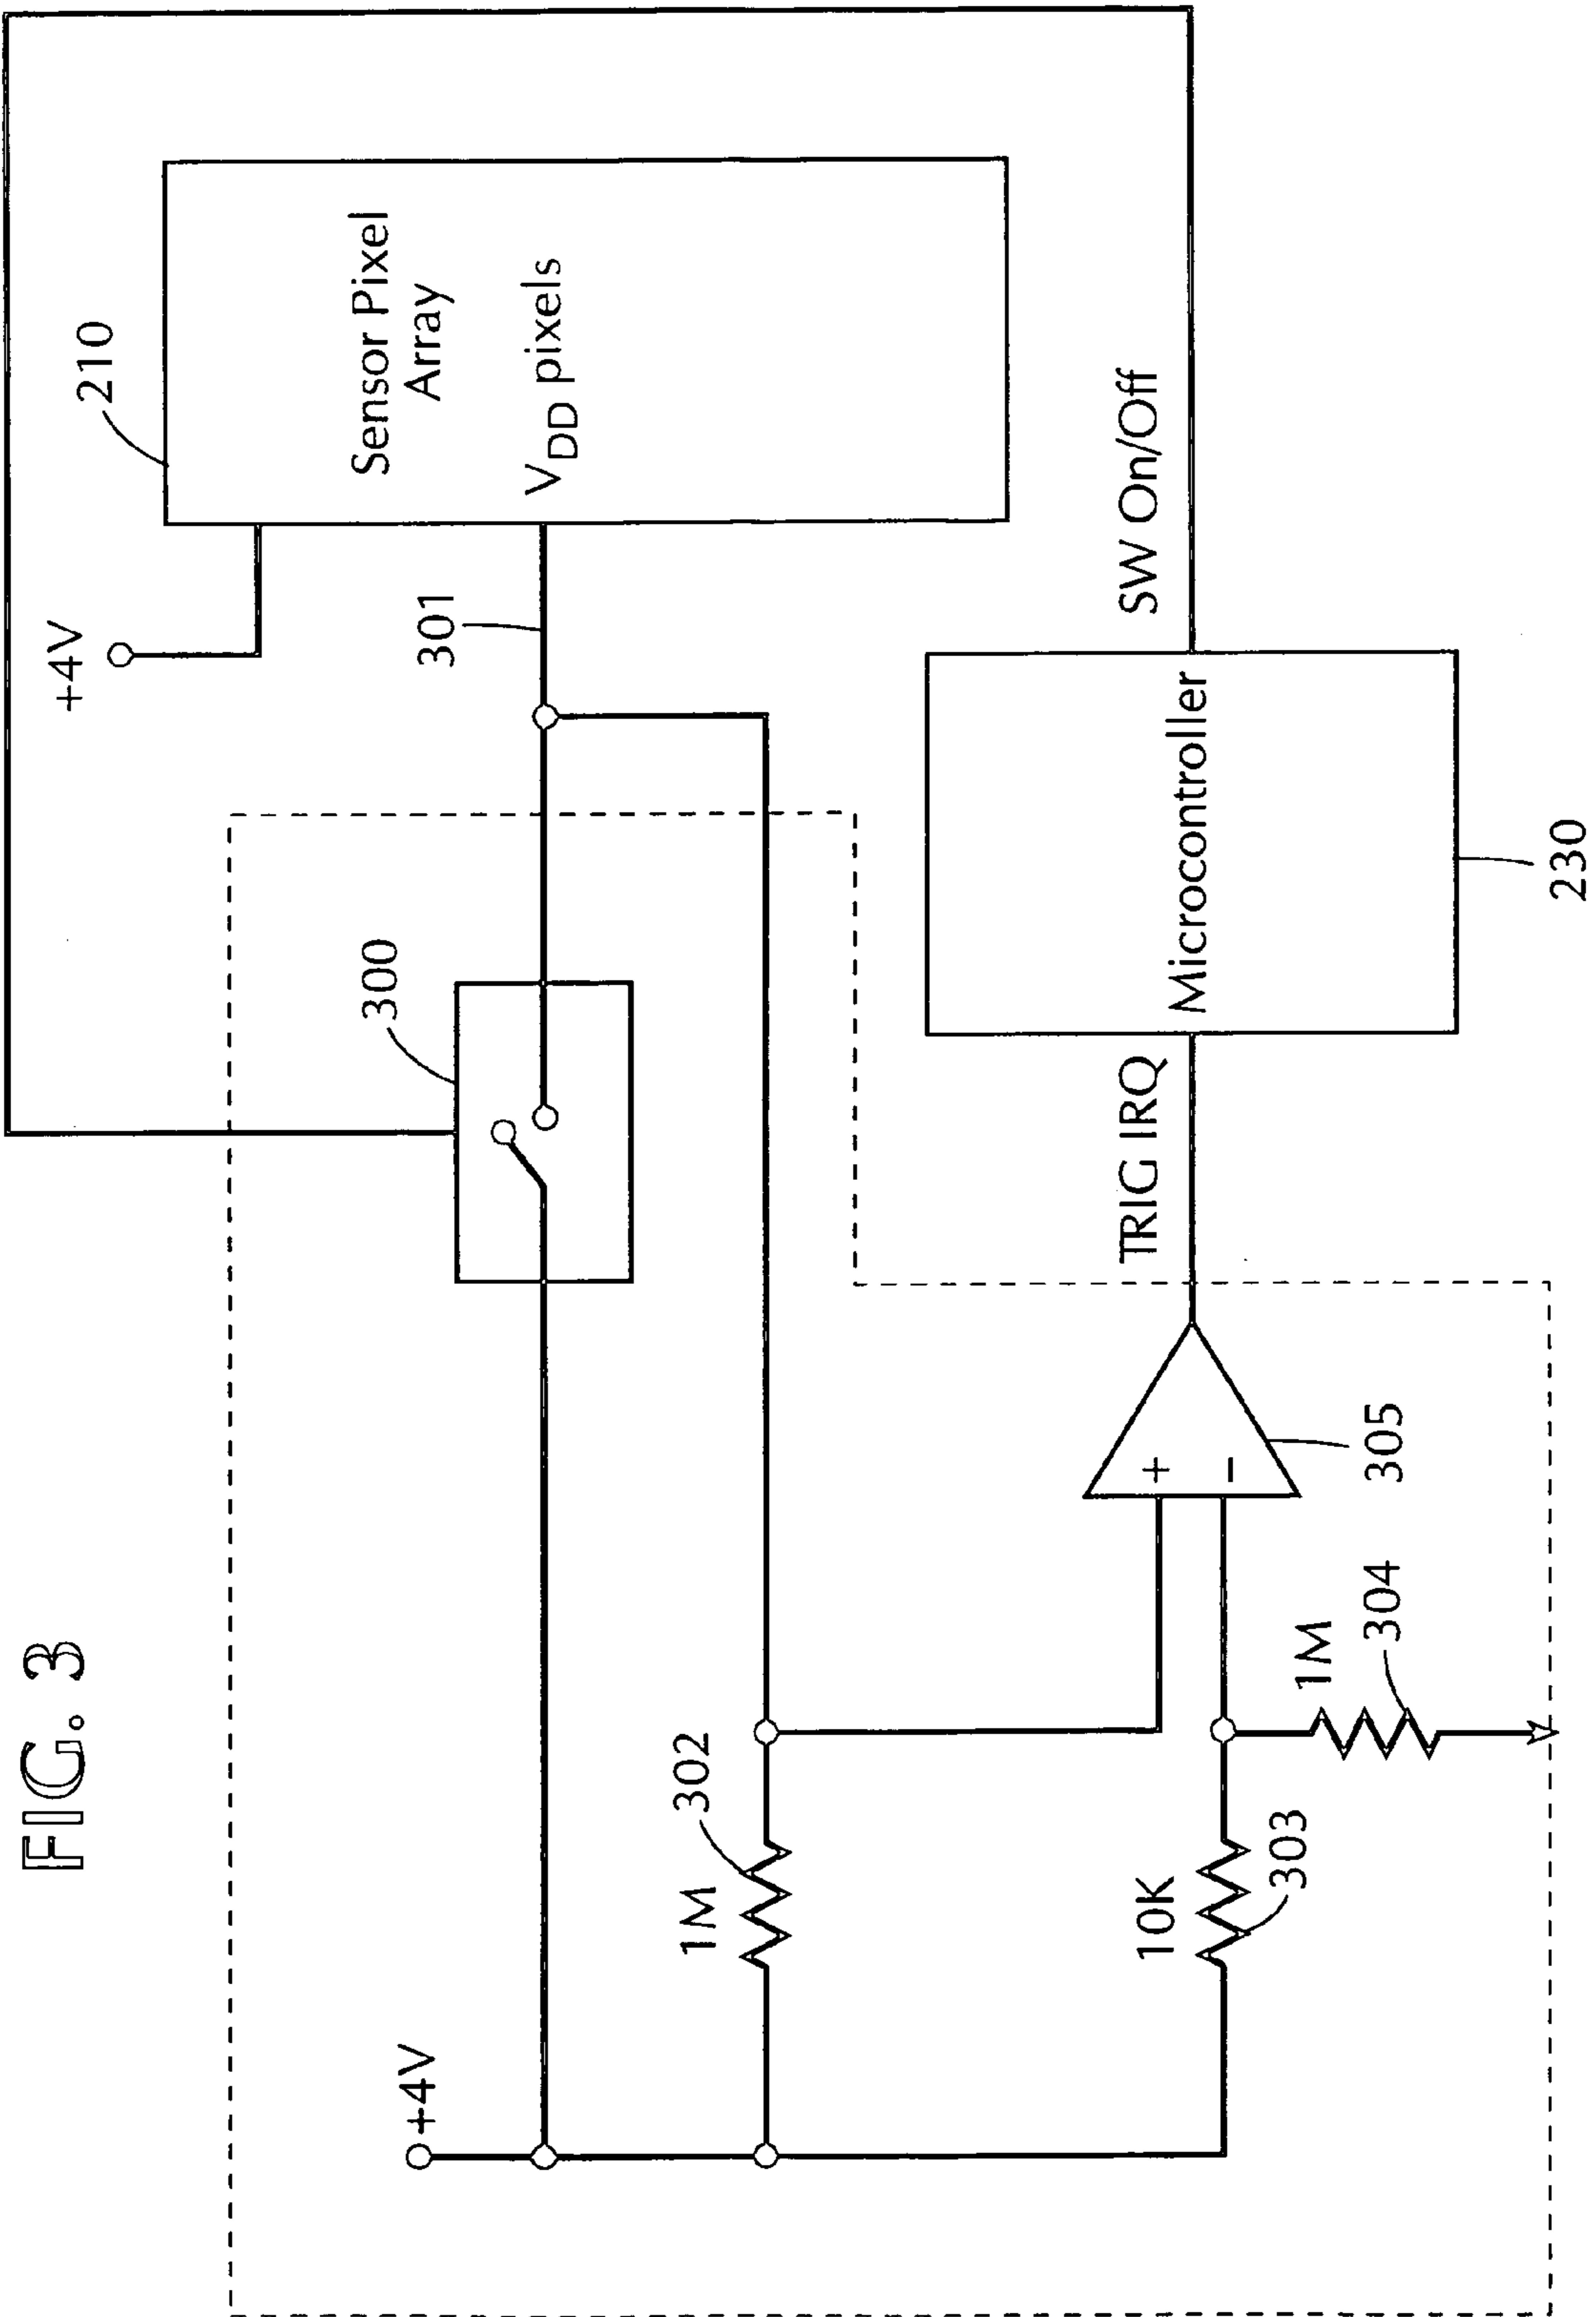 FIG. 3
+4V
300
301
+4V
210
Sensor Pixel
Array
VDD pixels
1M
302
10K
303
1M
304
+
−
305
TRIG IRQ
Microcontroller
230
SW On/Off